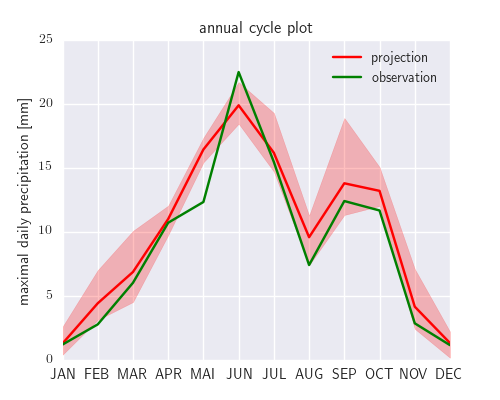 annual cycle plot
projection
observation
maximal daily precipitation [mm]
25
20
15
10
5
0
JAN FEB MAR APR MAI JUN JUL AUG SEP OCT NOV DEC